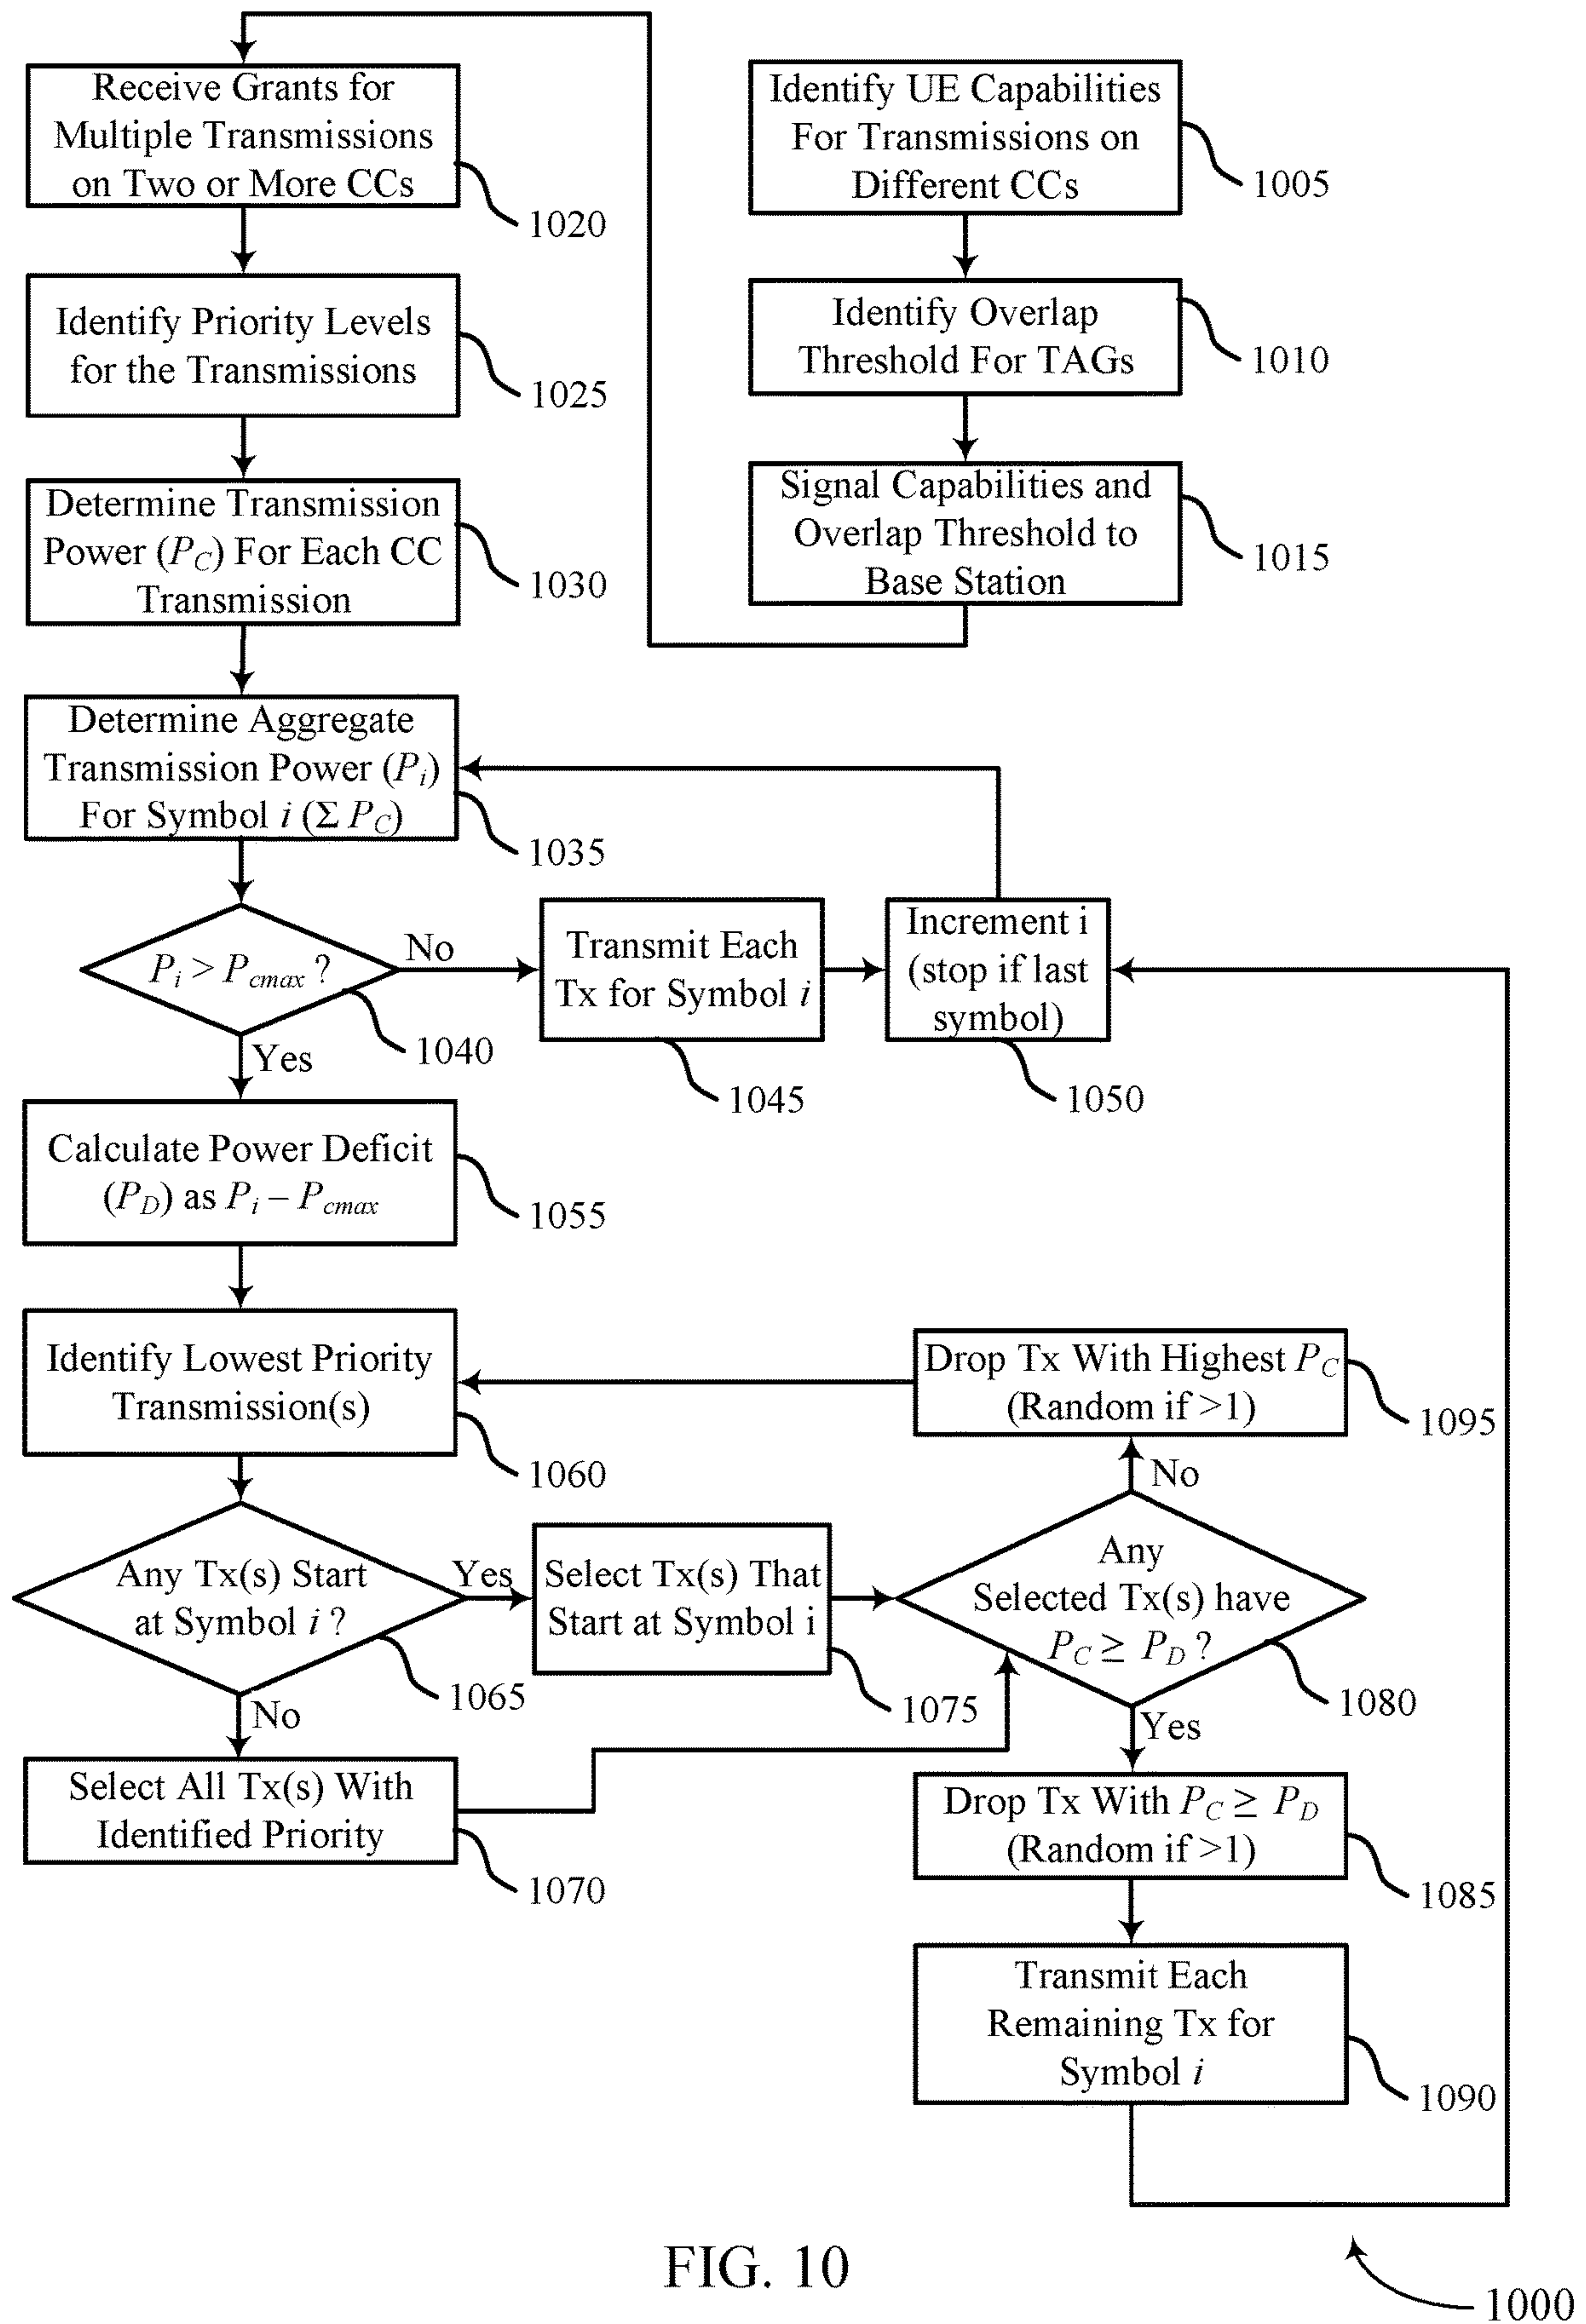 Identify UE Capabilities
For Transmissions on
Different CCs
1005
Identify Overlap
Threshold For TAGs
1010
Signal Capabilities and
Overlap Threshold to
Base Station
1015
Receive Grants for
Multiple Transmissions
on Two or More CCs
1020
Identify Priority Levels
for the Transmissions
1025
Determine Transmission
Power (P_C) For Each CC
Transmission
1030
Determine Aggregate
Transmission Power (P_i)
For Symbol i (Σ P_C)
1035
P_i > P_cmax ?
1040
No
Transmit Each
Tx for Symbol i
1045
Increment i
(stop if last
symbol)
1050
Yes
Calculate Power Deficit
(P_D) as P_i – P_cmax
1055
Identify Lowest Priority
Transmission(s)
1060
Any Tx(s) Start
at Symbol i ?
1065
No
Select All Tx(s) With
Identified Priority
1070
Yes
Select Tx(s) That
Start at Symbol i
1075
Any
Selected Tx(s) have
P_C ≥ P_D ?
1080
Yes
Drop Tx With P_C ≥ P_D
(Random if >1)
1085
Transmit Each
Remaining Tx for
Symbol i
1090
No
Drop Tx With Highest P_C
(Random if >1)
1095
FIG. 10
1000